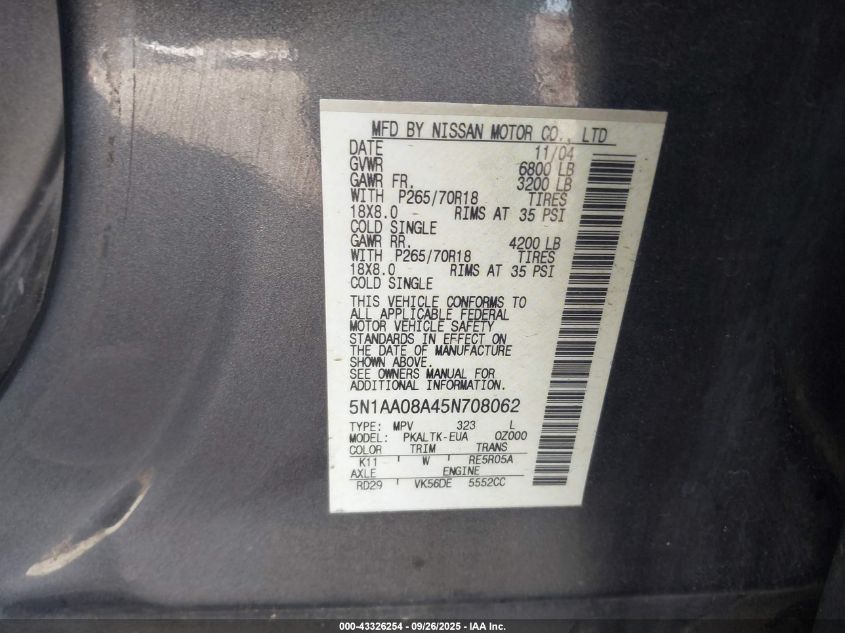 MFD BY NISSAN MOTOR CO., LTD
DATE 11/04
GVWR 6800 LB
GAWR FR. 3200 LB
WITH P265/70R18 TIRES
18X8.0 RIMS AT 35 PSI
COLD SINGLE
GAWR RR. 4200 LB
WITH P265/70R18 TIRES
18X8.0 RIMS AT 35 PSI
COLD SINGLE
THIS VEHICLE CONFORMS TO
ALL APPLICABLE FEDERAL
MOTOR VEHICLE SAFETY
STANDARDS IN EFFECT ON
THE DATE OF MANUFACTURE
SHOWN ABOVE.
SEE OWNERS MANUAL FOR
ADDITIONAL INFORMATION.
5N1AA08A45N708062
TYPE: MPV 323 L
MODEL: PKALTK-EUA 0Z000
COLOR TRIM TRANS
K11 W RE5R05A
AXLE ENGINE
RD29 VK56DE 5552CC
000-43326254 - 09/26/2025 - IAA Inc.